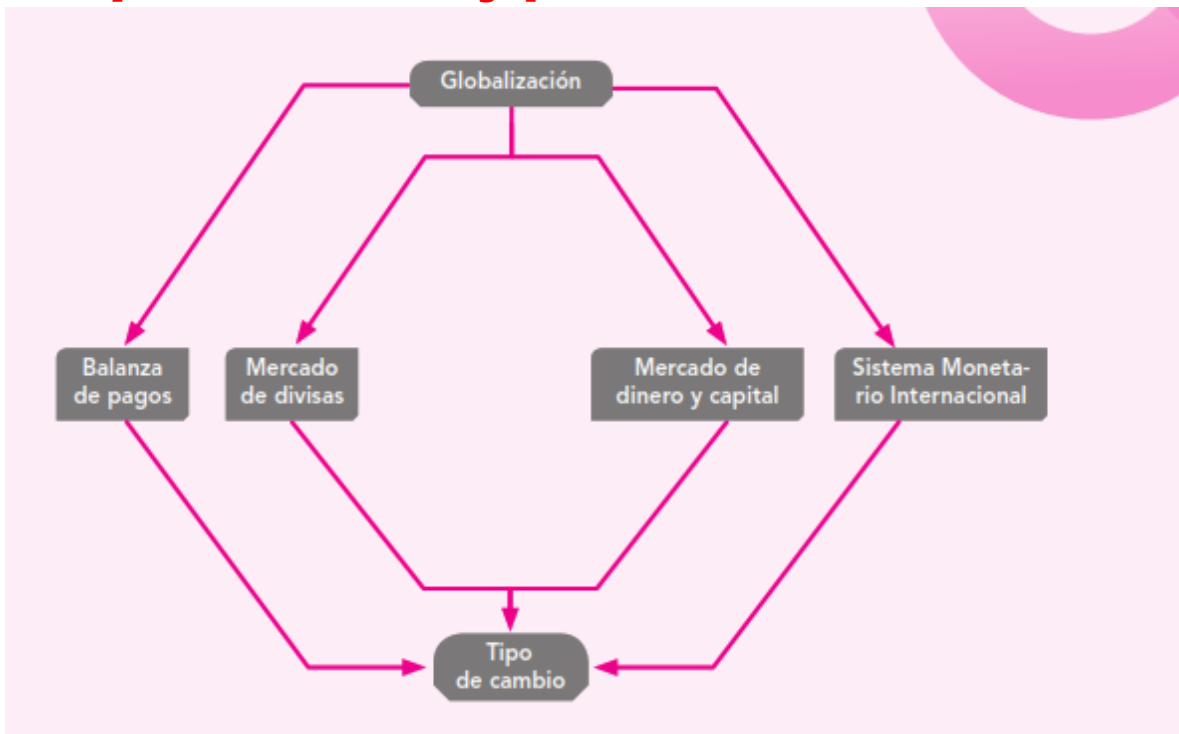 Globalización
Balanza
de pagos
Mercado
de divisas
Mercado de
dinero y capital
Sistema Moneta-
rio Internacional
Tipo
de cambio